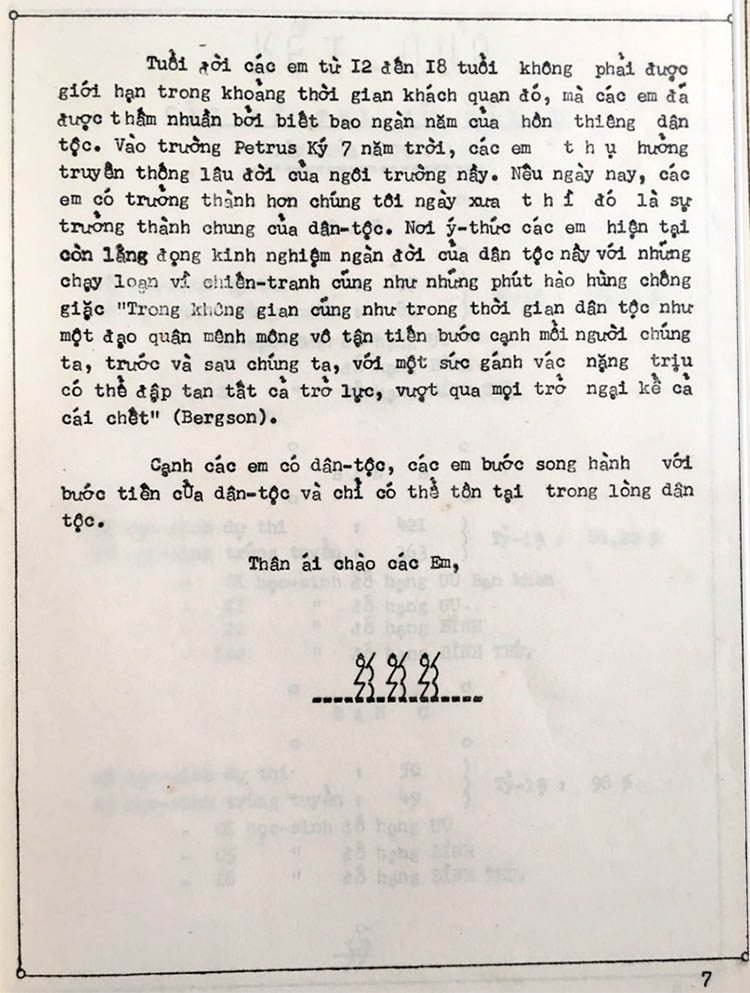 Tuổi đời các em từ I2 đến I8 tuổi không phải được
giới hạn trong khoảng thời gian khách quan đó, mà các em đã
được thấm nhuần bởi biết bao ngàn năm của hồn thiêng dân
tộc. Vào trường Petrus Ký 7 năm trời, các em t h ụ hưởng
truyền thống lâu đời của ngôi trường nầy. Nếu ngày nay, các
em có trưởng thành hơn chúng tôi ngày xưa t h ì đó là sự
trưởng thành chung của dân-tộc. Nơi ý-thức các em hiện tại
còn lắng đọng kinh nghiệm ngàn đời của dân tộc nầy với những
chạy loạn vì chiến-tranh cũng như những phút hào hùng chống
giặc "Trong không gian cũng như trong thời gian dân tộc như
một đạo quân mênh mông vô tận tiến bước cạnh mỗi người chúng
ta, trước và sau chúng ta, với một sức gánh vác nặng trịu
có thể đập tan tất cả trở lực, vượt qua mọi trở ngại kể cả
cái chết" (Bergson).
Cạnh các em có dân-tộc, các em bước song hành với
bước tiến của dân-tộc và chỉ có thể tồn tại trong lòng dân
tộc.
Thân ái chào các Em,
7